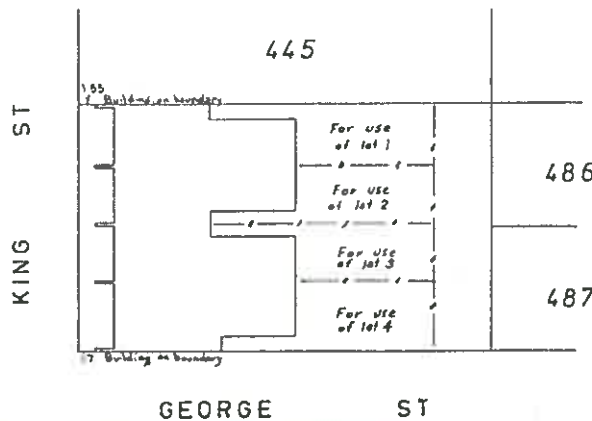 445
Building on boundary
For use
of lot 1
For use
of lot 2
486
For use
of lot 3
For use
of lot 4
487
Building on boundary
KING ST
GEORGE ST